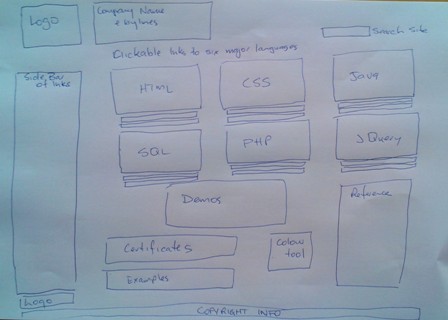 Logo
Company Name
& bylines
Search Site
Clickable links to six major languages
Side Bar
of links
HTML
CSS
Java
SQL
PHP
JQuery
Demos
Reference
Certificates
Colour
tool
Examples
Logo
COPYRIGHT INFO